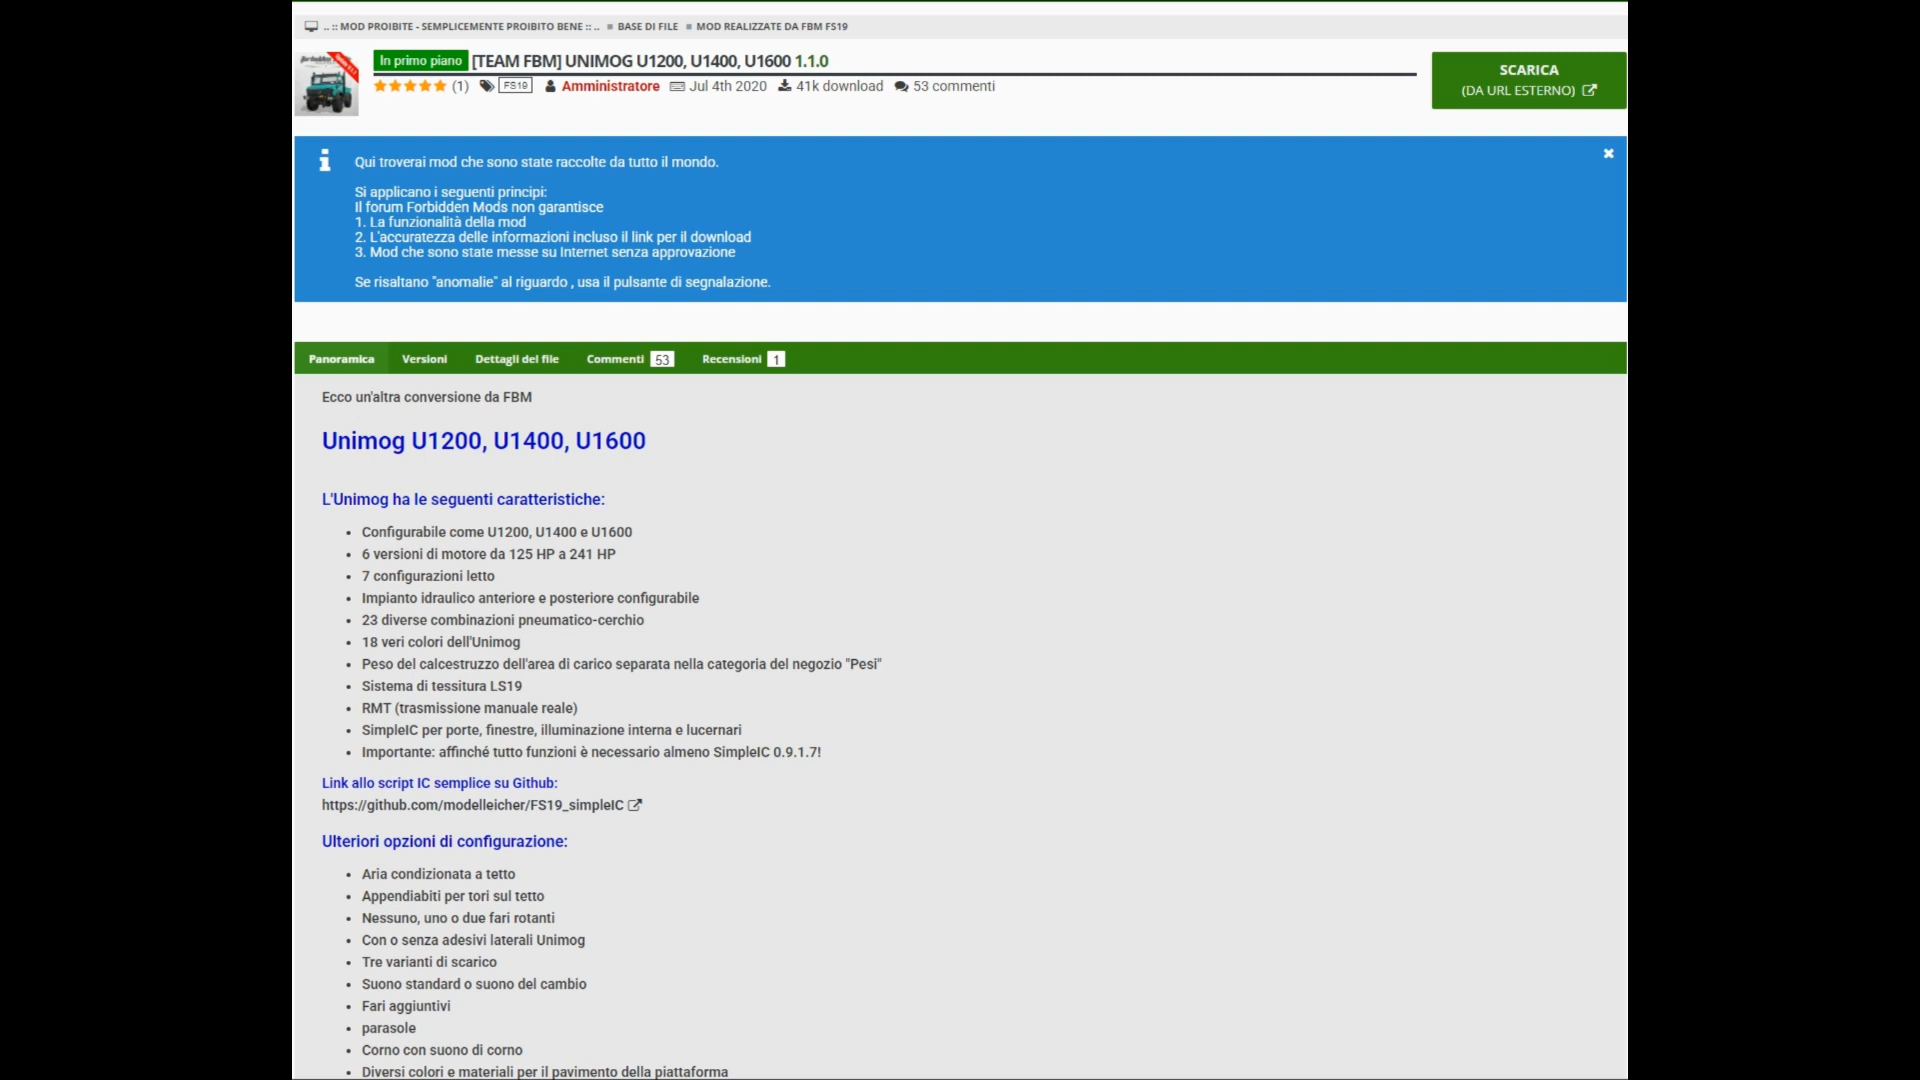 .. :: MOD PROIBITE - SEMPLICEMENTE PROIBITO BENE :: .. BASE DI FILE MOD REALIZZATE DA FBM FS19
In primo piano [TEAM FBM] UNIMOG U1200, U1400, U1600 1.1.0
(1) FS19 Amministratore Jul 4th 2020 41k download 53 commenti
SCARICA
(DA URL ESTERNO)
Qui troverai mod che sono state raccolte da tutto il mondo.
Si applicano i seguenti principi:
Il forum Forbidden Mods non garantisce
1. La funzionalità della mod
2. L'accuratezza delle informazioni incluso il link per il download
3. Mod che sono state messe su Internet senza approvazione
Se risaltano "anomalie" al riguardo , usa il pulsante di segnalazione.
Panoramica Versioni Dettagli del file Commenti 53 Recensioni 1
Ecco un'altra conversione da FBM
Unimog U1200, U1400, U1600
L'Unimog ha le seguenti caratteristiche:
• Configurabile come U1200, U1400 e U1600
• 6 versioni di motore da 125 HP a 241 HP
• 7 configurazioni letto
• Impianto idraulico anteriore e posteriore configurabile
• 23 diverse combinazioni pneumatico-cerchio
• 18 veri colori dell'Unimog
• Peso del calcestruzzo dell'area di carico separata nella categoria del negozio "Pesi"
• Sistema di tessitura LS19
• RMT (trasmissione manuale reale)
• SimpleIC per porte, finestre, illuminazione interna e lucernari
• Importante: affinché tutto funzioni è necessario almeno SimpleIC 0.9.1.7!
Link allo script IC semplice su Github:
https://github.com/modelleicher/FS19_simpleIC
Ulteriori opzioni di configurazione:
• Aria condizionata a tetto
• Appendiabiti per tori sul tetto
• Nessuno, uno o due fari rotanti
• Con o senza adesivi laterali Unimog
• Tre varianti di scarico
• Suono standard o suono del cambio
• Fari aggiuntivi
• parasole
• Corno con suono di corno
• Diversi colori e materiali per il pavimento della piattaforma